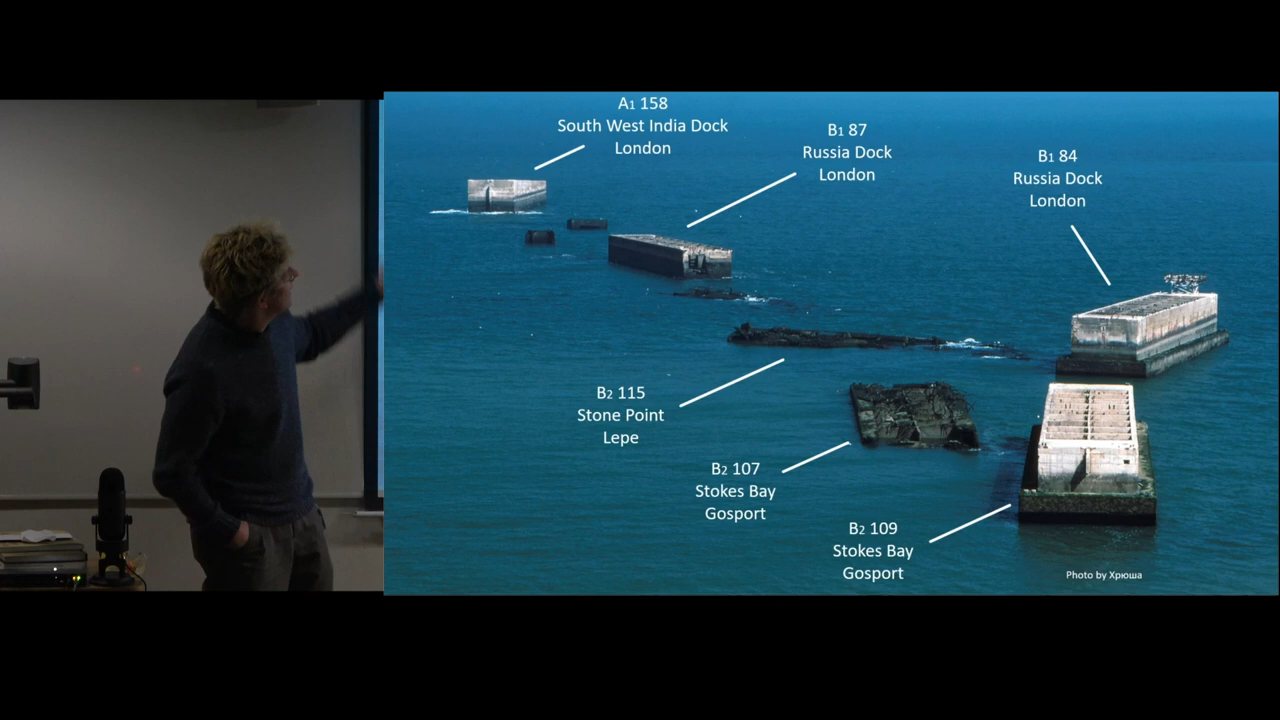 A1 158
South West India Dock
London
B1 87
Russia Dock
London
B1 84
Russia Dock
London
B2 115
Stone Point
Lepe
B2 107
Stokes Bay
Gosport
B2 109
Stokes Bay
Gosport
Photo by Хрюша